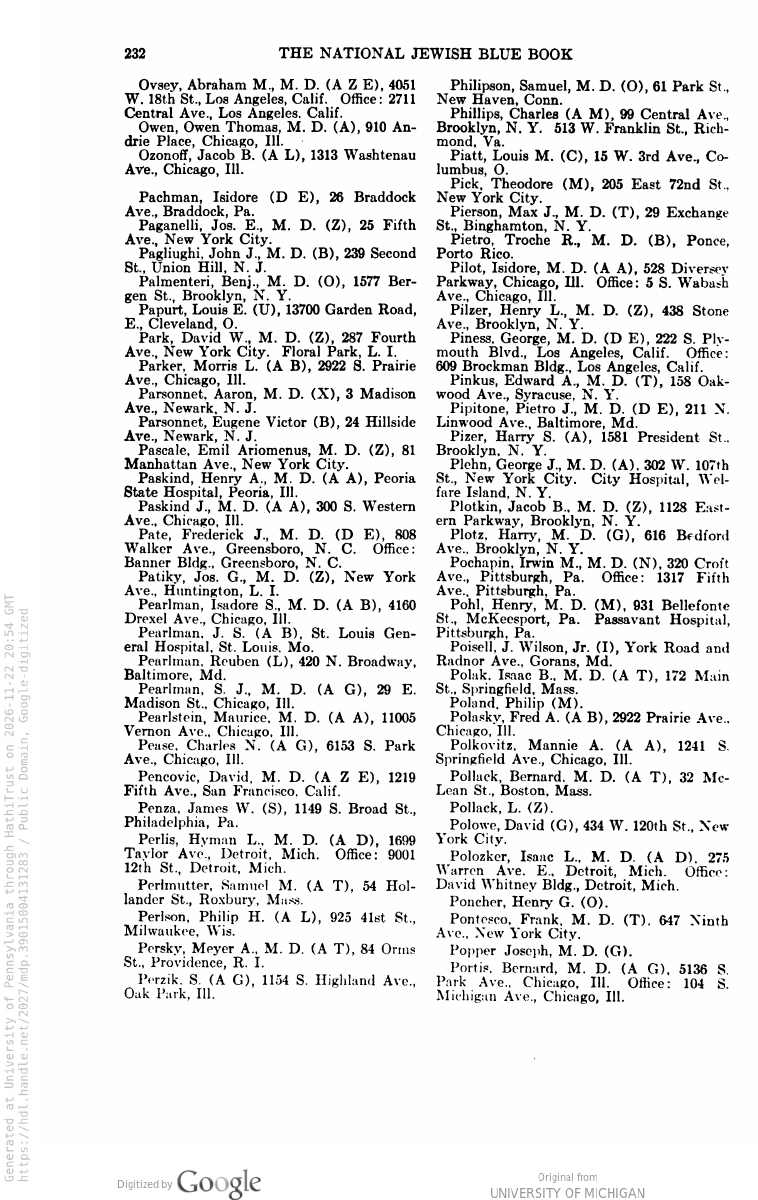 232 THE NATIONAL JEWISH BLUE BOOK
Ovsey, Abraham M., M. D. (A Z E), 4051
W. 18th St., Los Angeles, Calif. Office: 2711
Central Ave., Los Angeles. Calif.
Owen, Owen Thomas, M. D. (A), 910 An-
drie Place, Chicago, Ill.
Ozonoff, Jacob B. (A L), 1313 Washtenau
Ave., Chicago, Ill.
Pachman, Isidore (D E), 26 Braddock
Ave., Braddock, Pa.
Paganelli, Jos. E., M. D. (Z), 25 Fifth
Ave., New York City.
Pagliughi, John J., M. D. (B), 239 Second
St., Union Hill, N. J.
Palmenteri, Benj., M. D. (O), 1577 Ber-
gen St., Brooklyn, N. Y.
Papurt, Louis E. (U), 13700 Garden Road,
E., Cleveland, O.
Park, David W., M. D. (Z), 287 Fourth
Ave., New York City. Floral Park, L. I.
Parker, Morris L. (A B), 2922 S. Prairie
Ave., Chicago, Ill.
Parsonnet, Aaron, M. D. (X), 3 Madison
Ave., Newark, N. J.
Parsonnet, Eugene Victor (B), 24 Hillside
Ave., Newark, N. J.
Pascale, Emil Ariomenus, M. D. (Z), 81
Manhattan Ave., New York City.
Paskind, Henry A., M. D. (A A), Peoria
State Hospital, Peoria, Ill.
Paskind J., M. D. (A A), 300 S. Western
Ave., Chicago, Ill.
Pate, Frederick J., M. D. (D E), 808
Walker Ave., Greensboro, N. C. Office:
Banner Bldg., Greensboro, N. C.
Patiky, Jos. G., M. D. (Z), New York
Ave., Huntington, L. I.
Pearlman, Isadore S., M. D. (A B), 4160
Drexel Ave., Chicago, Ill.
Pearlman, J. S. (A B), St. Louis Gen-
eral Hospital, St. Louis, Mo.
Pearlman, Reuben (L), 420 N. Broadway,
Baltimore, Md.
Pearlman, S. J., M. D. (A G), 29 E.
Madison St., Chicago, Ill.
Pearlstein, Maurice, M. D. (A A), 11005
Vernon Ave., Chicago, Ill.
Pease, Charles N. (A G), 6153 S. Park
Ave., Chicago, Ill.
Pencovic, David, M. D. (A Z E), 1219
Fifth Ave., San Francisco, Calif.
Penza, James W. (S), 1149 S. Broad St.,
Philadelphia, Pa.
Perlis, Hyman L., M. D. (A D), 1699
Taylor Ave., Detroit, Mich. Office: 9001
12th St., Detroit, Mich.
Perlmutter, Samuel M. (A T), 54 Hol-
lander St., Roxbury, Mass.
Perlson, Philip H. (A L), 925 41st St.,
Milwaukee, Wis.
Persky, Meyer A., M. D. (A T), 84 Orms
St., Providence, R. I.
Perzik, S. (A G), 1154 S. Highland Ave.,
Oak Park, Ill.
Philipson, Samuel, M. D. (O), 61 Park St.,
New Haven, Conn.
Phillips, Charles (A M), 99 Central Ave.,
Brooklyn, N. Y. 513 W. Franklin St., Rich-
mond, Va.
Piatt, Louis M. (C), 15 W. 3rd Ave., Co-
lumbus, O.
Pick, Theodore (M), 205 East 72nd St.,
New York City.
Pierson, Max J., M. D. (T), 29 Exchange
St., Binghamton, N. Y.
Pietro, Troche R., M. D. (B), Ponce,
Porto Rico.
Pilot, Isidore, M. D. (A A), 528 Diversey
Parkway, Chicago, Ill. Office: 5 S. Wabash
Ave., Chicago, Ill.
Pilzer, Henry L., M. D. (Z), 438 Stone
Ave., Brooklyn, N. Y.
Piness, George, M. D. (D E), 222 S. Ply-
mouth Blvd., Los Angeles, Calif. Office:
609 Brockman Bldg., Los Angeles, Calif.
Pinkus, Edward A., M. D. (T), 158 Oak-
wood Ave., Syracuse, N. Y.
Pipitone, Pietro J., M. D. (D E), 211 N.
Linwood Ave., Baltimore, Md.
Pizer, Harry S. (A), 1581 President St.,
Brooklyn, N. Y.
Plehn, George J., M. D. (A), 302 W. 107th
St., New York City. City Hospital, Wel-
fare Island, N. Y.
Plotkin, Jacob B., M. D. (Z), 1128 East-
ern Parkway, Brooklyn, N. Y.
Plotz, Harry, M. D. (G), 616 Bedford
Ave., Brooklyn, N. Y.
Pochapin, Irwin M., M. D. (N), 320 Croft
Ave., Pittsburgh, Pa. Office: 1317 Fifth
Ave., Pittsburgh, Pa.
Pohl, Henry, M. D. (M), 931 Bellefonte
St., McKeesport, Pa. Passavant Hospital,
Pittsburgh, Pa.
Poisell, J. Wilson, Jr. (I), York Road and
Radnor Ave., Gorans, Md.
Polak, Isaac B., M. D. (A T), 172 Main
St., Springfield, Mass.
Poland, Philip (M).
Polasky, Fred A. (A B), 2922 Prairie Ave.,
Chicago, Ill.
Polkovitz, Mannie A. (A A), 1241 S.
Springfield Ave., Chicago, Ill.
Pollack, Bernard, M. D. (A T), 32 Mc-
Lean St., Boston, Mass.
Pollack, L. (Z).
Polowe, David (G), 434 W. 120th St., New
York City.
Polozker, Isaac L., M. D. (A D), 275
Warren Ave. E., Detroit, Mich. Office:
David Whitney Bldg., Detroit, Mich.
Poncher, Henry G. (O).
Pontesco, Frank, M. D. (T), 647 Ninth
Ave., New York City.
Popper Joseph, M. D. (G).
Portis, Bernard, M. D. (A G), 5136 S.
Park Ave., Chicago, Ill. Office: 104 S.
Michigan Ave., Chicago, Ill.
Generated at University of Pennsylvania through HathiTrust on 2026-11-22 20:54 GMT
https://hdl.handle.net/2027/mdp.39015004131283 / Public Domain, Google-digitized
Digitized by Google
Original from
UNIVERSITY OF MICHIGAN